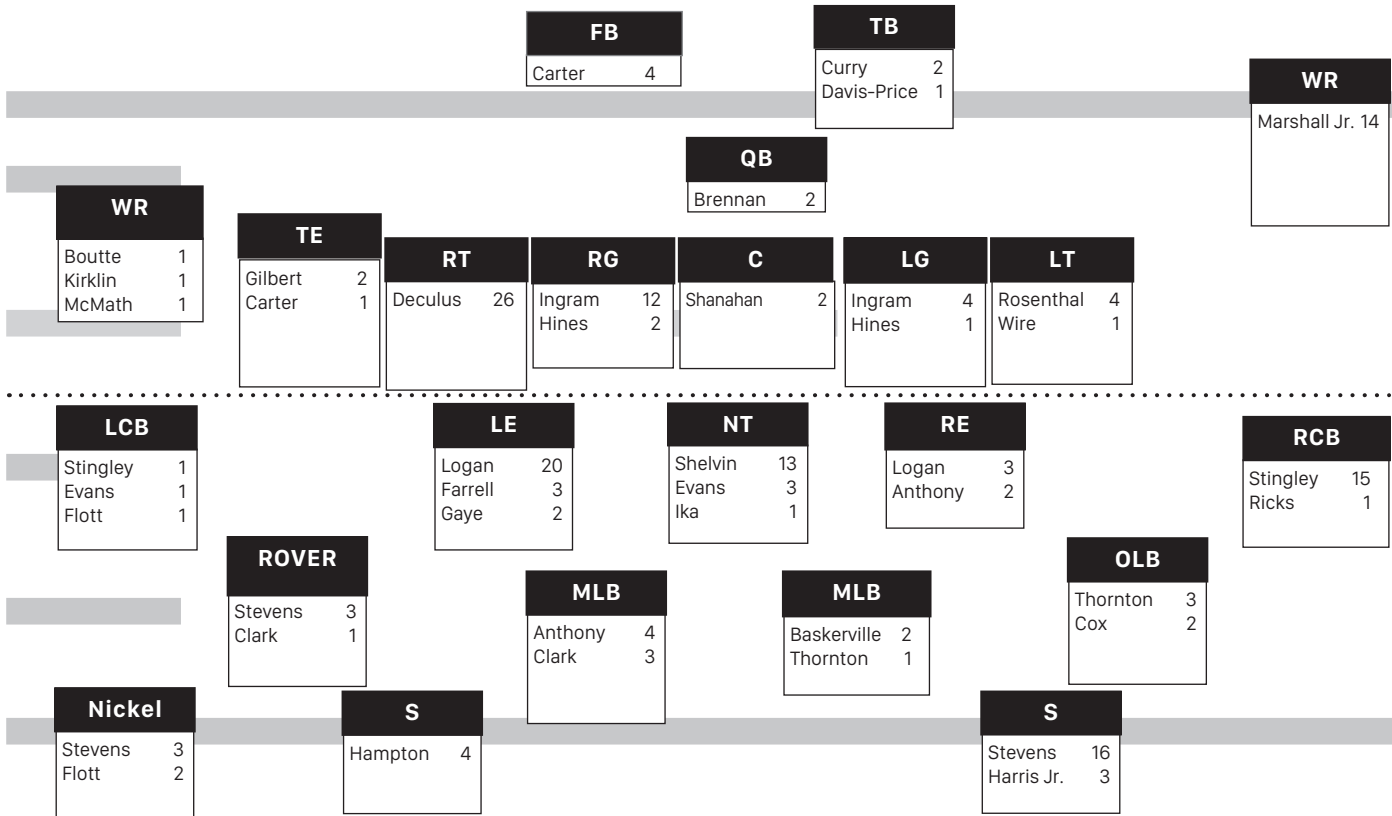 FB
Carter 4
TB
Curry 2
Davis-Price 1
WR
Marshall Jr. 14
QB
Brennan 2
WR
Boutte 1
Kirklin 1
McMath 1
TE
Gilbert 2
Carter 1
RT
Deculus 26
RG
Ingram 12
Hines 2
C
Shanahan 2
LG
Ingram 4
Hines 1
LT
Rosenthal 4
Wire 1
LCB
Stingley 1
Evans 1
Flott 1
LE
Logan 20
Farrell 3
Gaye 2
NT
Shelvin 13
Evans 3
Ika 1
RE
Logan 3
Anthony 2
RCB
Stingley 15
Ricks 1
ROVER
Stevens 3
Clark 1
MLB
Anthony 4
Clark 3
MLB
Baskerville 2
Thornton 1
OLB
Thornton 3
Cox 2
Nickel
Stevens 3
Flott 2
S
Hampton 4
S
Stevens 16
Harris Jr. 3